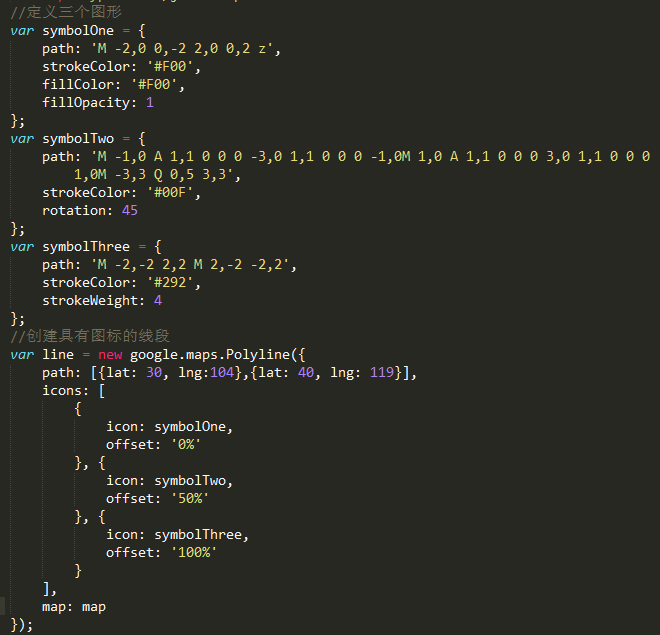 //定义三个图形
var symbolOne = {
path: 'M -2,0 0,-2 2,0 0,2 z',
strokeColor: '#F00',
fillColor: '#F00',
fillOpacity: 1
};
var symbolTwo = {
path: 'M -1,0 A 1,1 0 0 0 -3,0 1,1 0 0 0 -1,0M 1,0 A 1,1 0 0 0 3,0 1,1 0 0 0
1,0M -3,3 Q 0,5 3,3',
strokeColor: '#00F',
rotation: 45
};
var symbolThree = {
path: 'M -2,-2 2,2 M 2,-2 -2,2',
strokeColor: '#292',
strokeWeight: 4
};
//创建具有图标的线段
var line = new google.maps.Polyline({
path: [{lat: 30, lng:104},{lat: 40, lng: 119}],
icons: [
{
icon: symbolOne,
offset: '0%'
}, {
icon: symbolTwo,
offset: '50%'
}, {
icon: symbolThree,
offset: '100%'
}
],
map: map
});